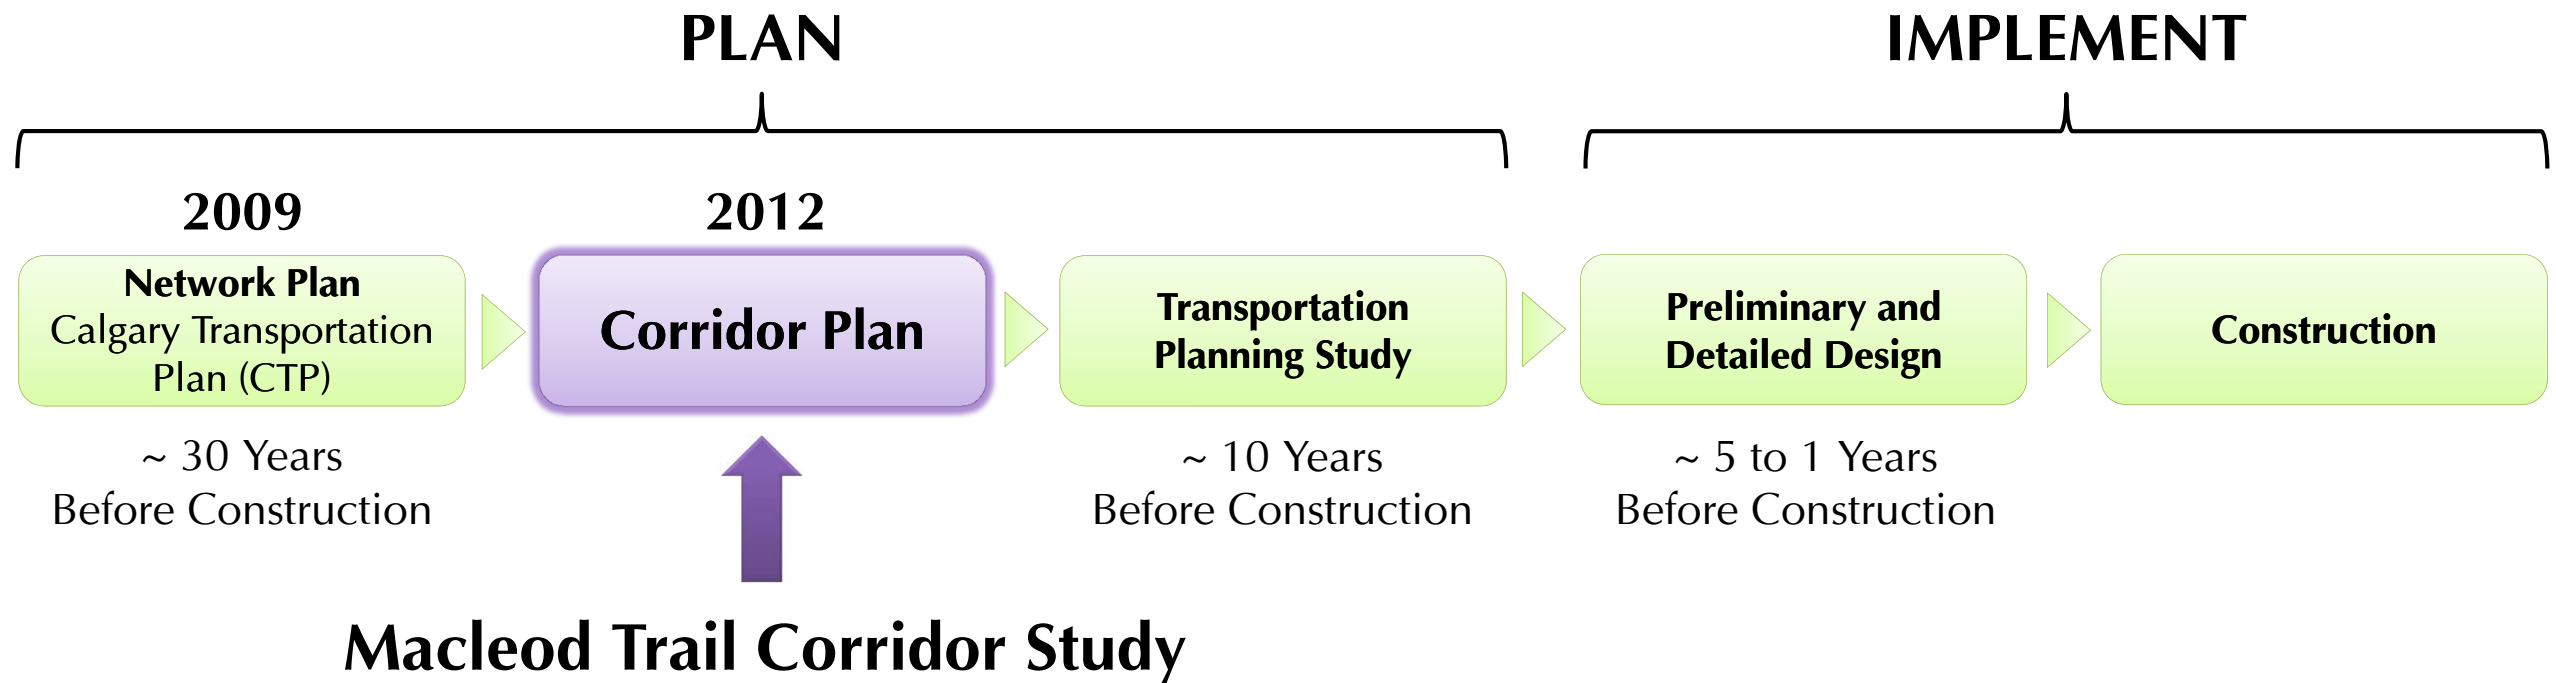 PLAN
IMPLEMENT
2009
2012
Network Plan
Calgary Transportation
Plan (CTP)
Corridor Plan
Transportation
Planning Study
Preliminary and
Detailed Design
Construction
~ 30 Years
Before Construction
~ 10 Years
Before Construction
~ 5 to 1 Years
Before Construction
Macleod Trail Corridor Study